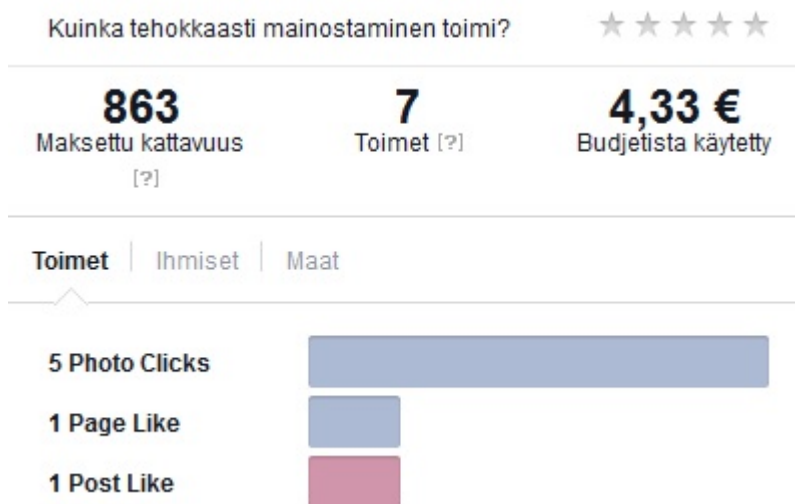 Kuinka tehokkaasti mainostaminen toimi?
863
Maksettu kattavuus
[?]
7
Toimet [?]
4,33 €
Budjetista käytetty
Toimet Ihmiset Maat
5 Photo Clicks
1 Page Like
1 Post Like